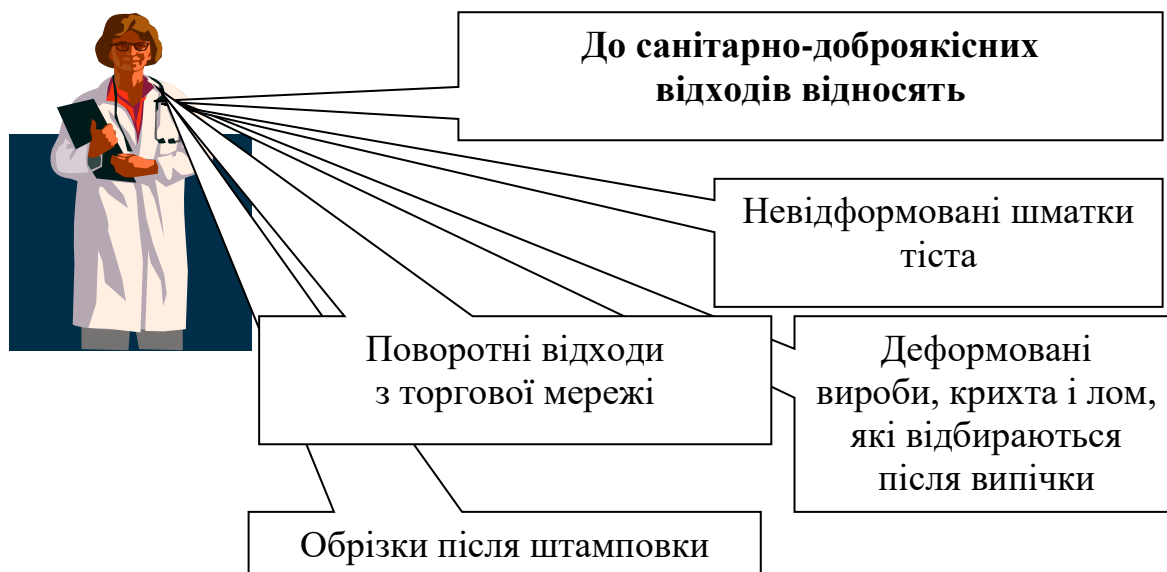 До санітарно-доброякісних
відходів відносять
Невідформовані шматки
тіста
Поворотні відходи
з торгової мережі
Деформовані
вироби, крихта і лом,
які відбираються
після випічки
Обрізки після штамповки